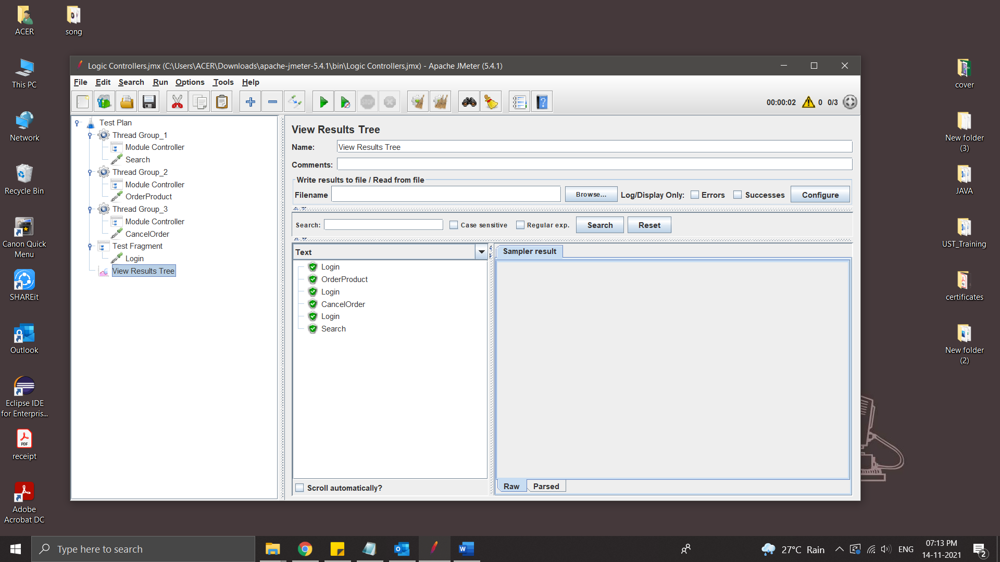 ACER
song
This PC
Network
Recycle Bin
Canon Quick
Menu
SHAREit
Outlook
Eclipse IDE
for Enterpris...
receipt
Adobe
Acrobat DC
Logic Controllers.jmx (C:\Users\ACER\Downloads\apache-jmeter-5.4.1\bin\Logic Controllers.jmx) - Apache JMeter (5.4.1)
File Edit Search Run Options Tools Help
STOP
00:00:02 0 0/3
Test Plan
Thread Group_1
Module Controller
Search
Thread Group_2
Module Controller
OrderProduct
Thread Group_3
Module Controller
CancelOrder
Test Fragment
Login
View Results Tree
View Results Tree
Name: View Results Tree
Comments:
Write results to file / Read from file
Filename Browse... Log/Display Only: Errors Successes Configure
Search: Case sensitive Regular exp. Search Reset
Text
Login
OrderProduct
Login
CancelOrder
Login
Search
Scroll automatically?
Sampler result
Raw Parsed
cover
New folder
(3)
JAVA
UST_Training
certificates
New folder
(2)
Type here to search
27°C Rain
ENG
07:13 PM
14-11-2021
2